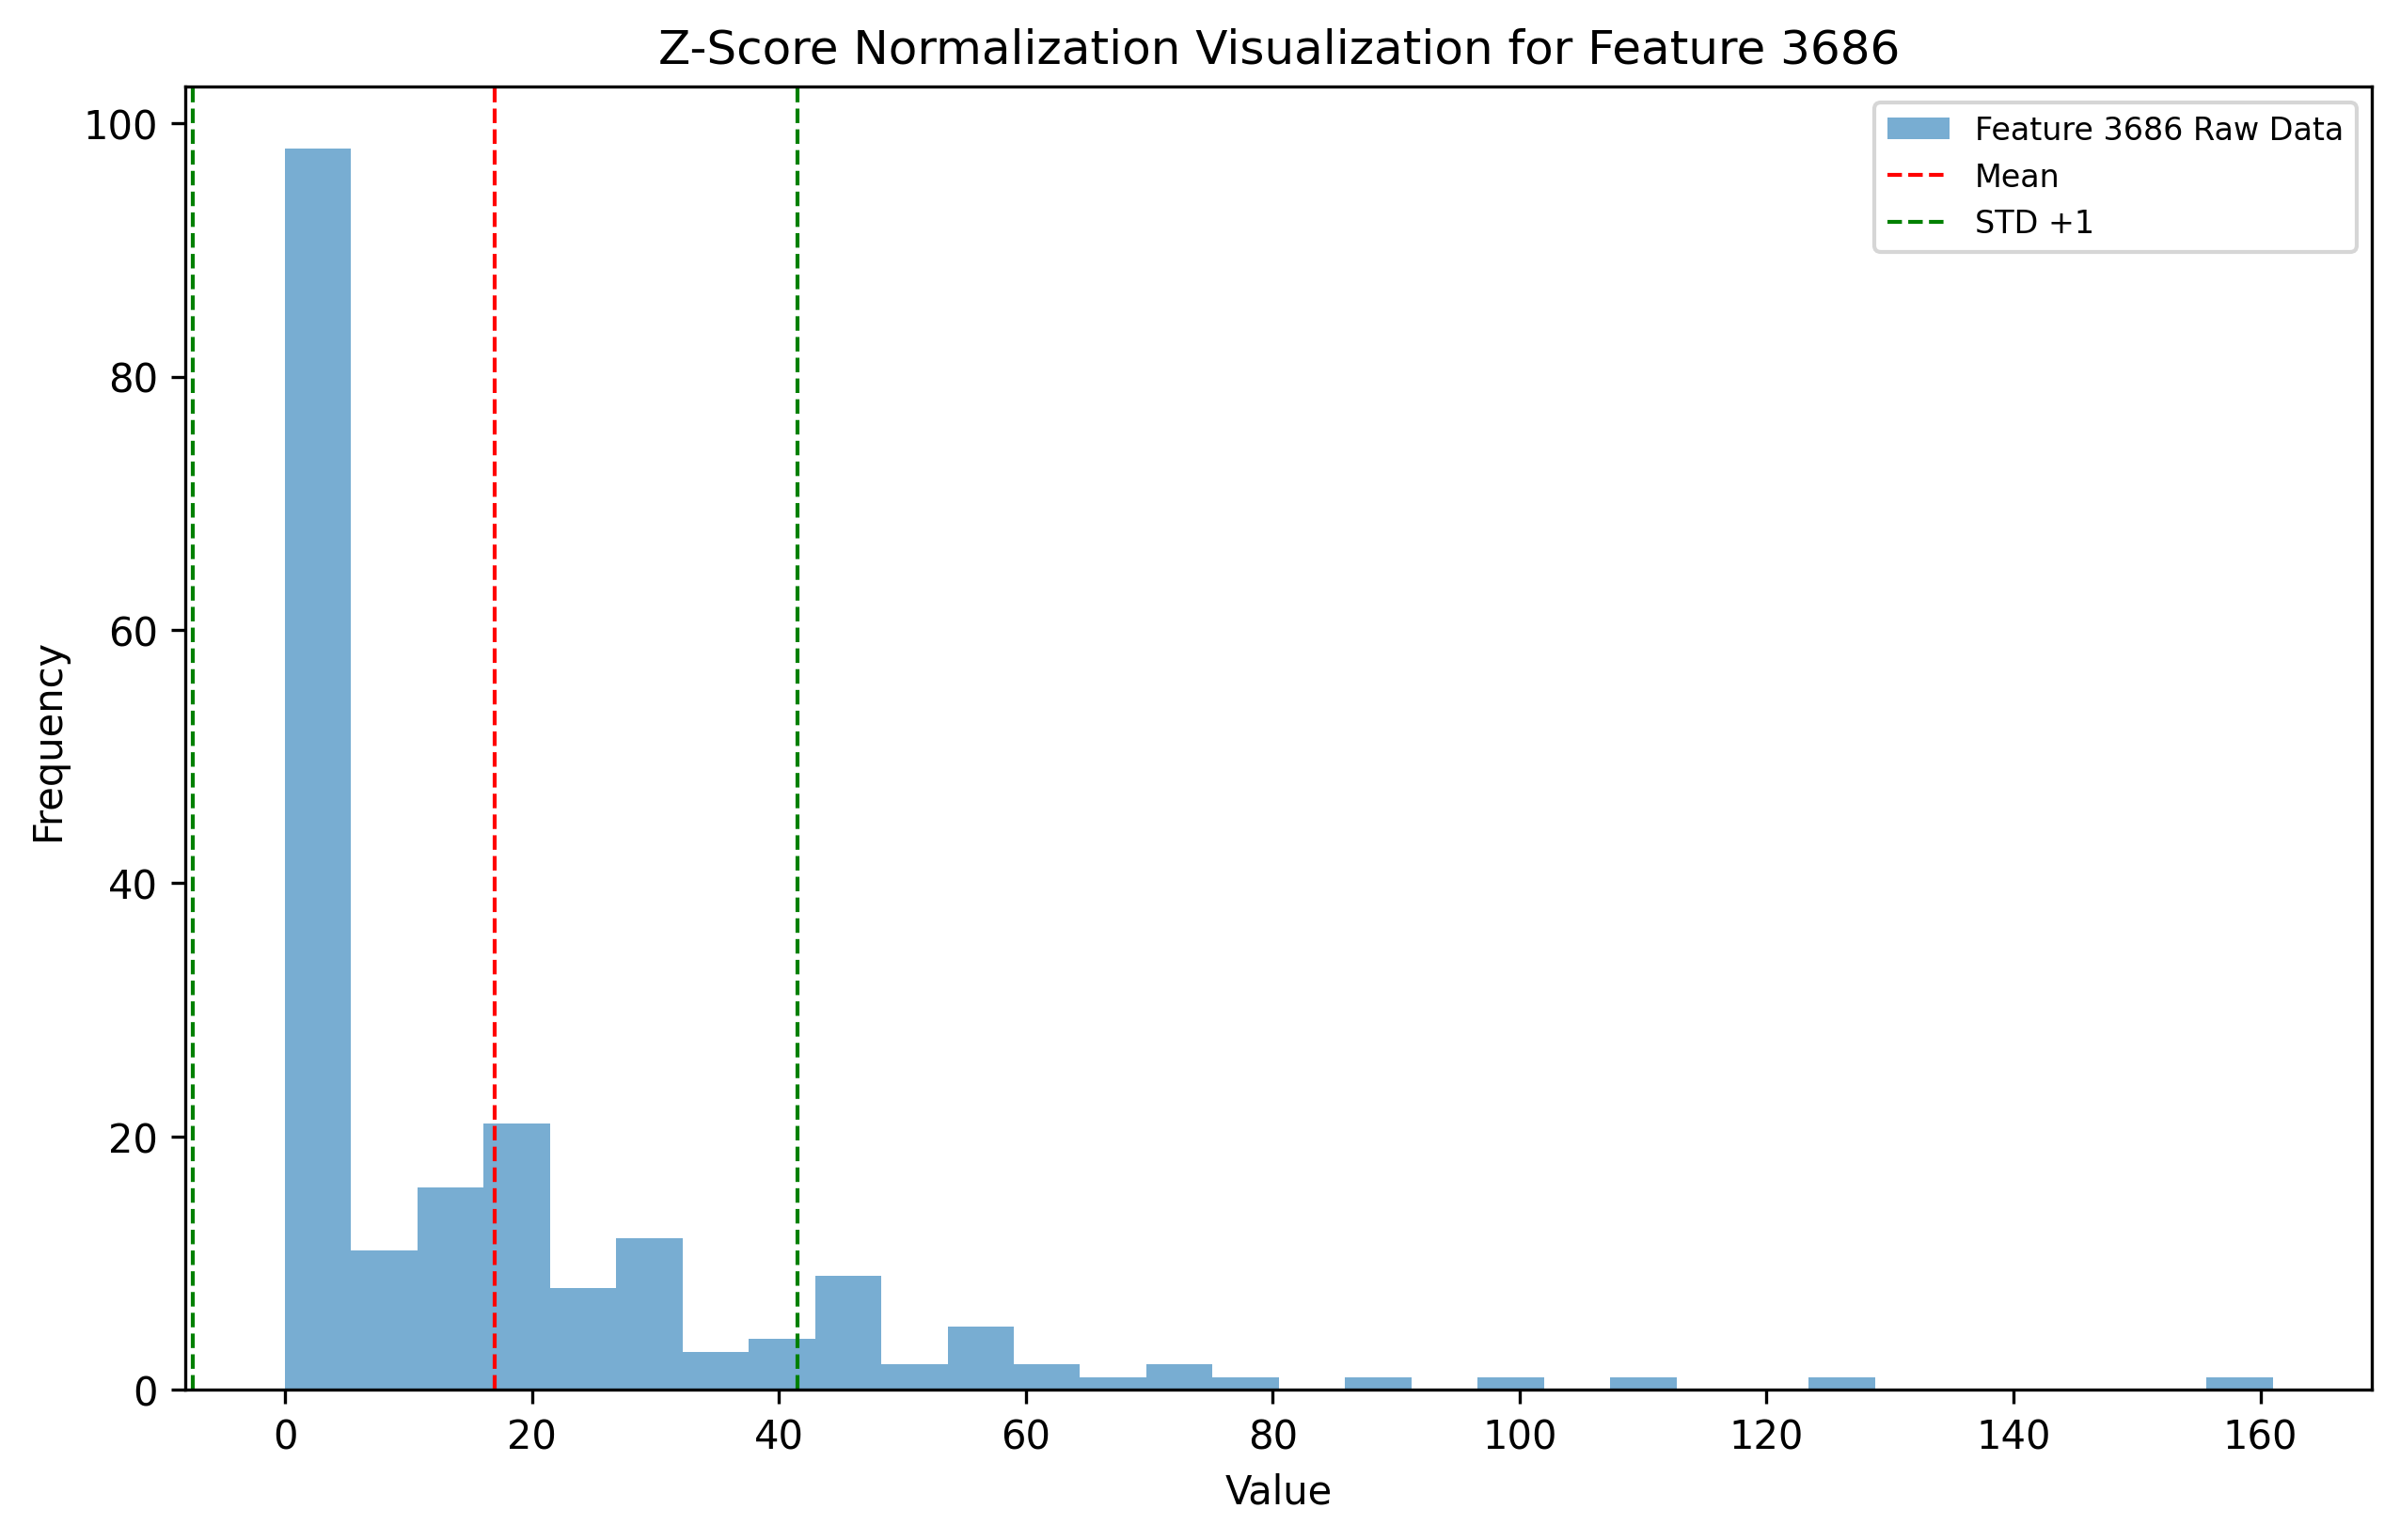 Z-Score Normalization Visualization for Feature 3686
Feature 3686 Raw Data
Mean
STD +1
100
80
60
40
20
0
Frequency
0 20 40 60 80 100 120 140 160
Value